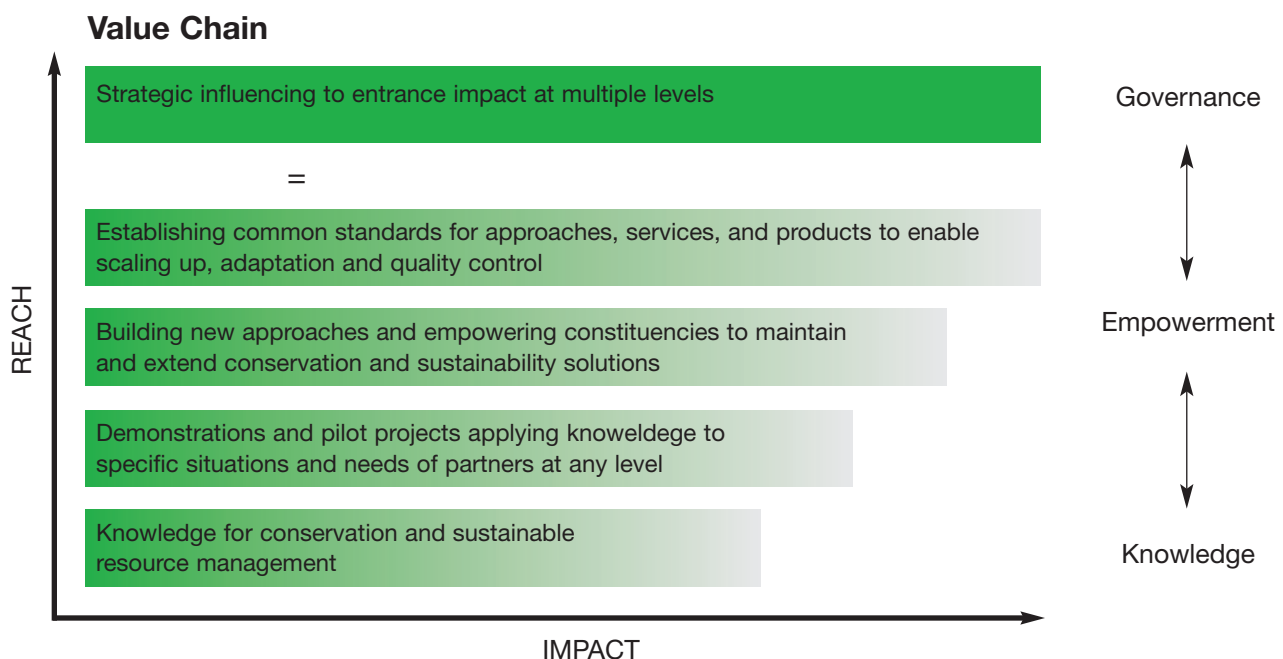 Value Chain
Strategic influencing to entrance impact at multiple levels
=
Establishing common standards for approaches, services, and products to enable
scaling up, adaptation and quality control
Building new approaches and empowering constituencies to maintain
and extend conservation and sustainability solutions
Demonstrations and pilot projects applying knoweldege to
specific situations and needs of partners at any level
Knowledge for conservation and sustainable
resource management
REACH
IMPACT
Governance
Empowerment
Knowledge